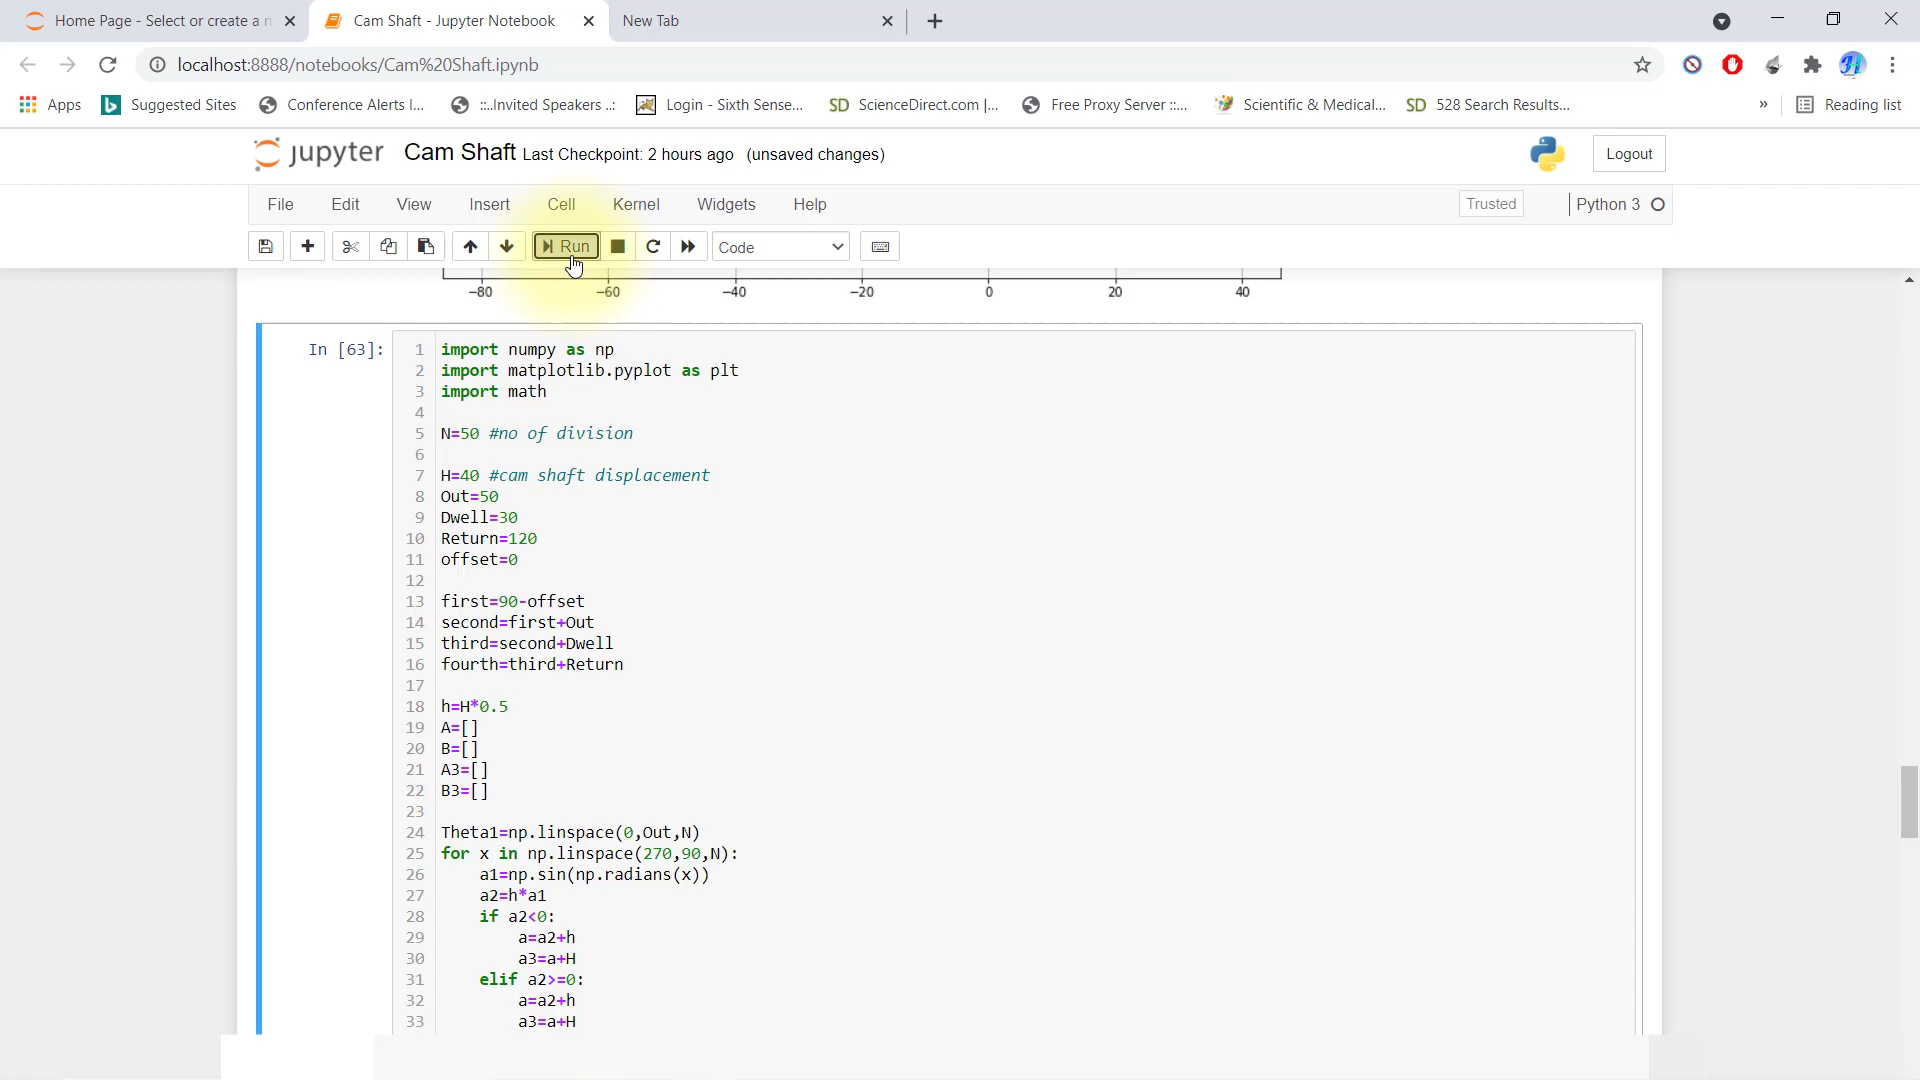 Home Page - Select or create a n
Cam Shaft - Jupyter Notebook
New Tab
localhost:8888/notebooks/Cam%20Shaft.ipynb
Apps
Suggested Sites
Conference Alerts I...
::..Invited Speakers ..:
Login - Sixth Sense...
SD ScienceDirect.com |...
Free Proxy Server ::...
Scientific & Medical...
SD 528 Search Results...
»
Reading list
jupyter Cam Shaft Last Checkpoint: 2 hours ago (unsaved changes)
Logout
File Edit View Insert Cell Kernel Widgets Help
Trusted
Python 3
Run
Code
−80 −60 −40 −20 0 20 40
In [63]:
1 import numpy as np
2 import matplotlib.pyplot as plt
3 import math
4
5 N=50 #no of division
6
7 H=40 #cam shaft displacement
8 Out=50
9 Dwell=30
10 Return=120
11 offset=0
12
13 first=90-offset
14 second=first+Out
15 third=second+Dwell
16 fourth=third+Return
17
18 h=H*0.5
19 A=[]
20 B=[]
21 A3=[]
22 B3=[]
23
24 Theta1=np.linspace(0,Out,N)
25 for x in np.linspace(270,90,N):
26 a1=np.sin(np.radians(x))
27 a2=h*a1
28 if a2<0:
29 a=a2+h
30 a3=a+H
31 elif a2>=0:
32 a=a2+h
33 a3=a+H